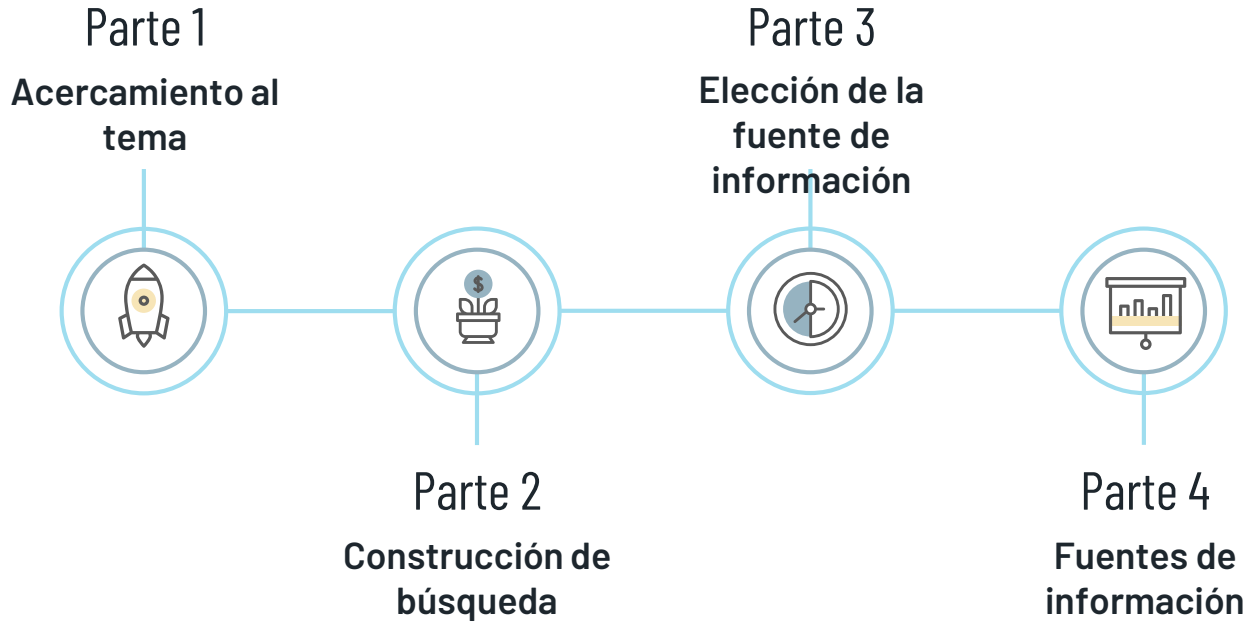 Parte 1
Acercamiento al
tema
Parte 2
Construcción de
búsqueda
Parte 3
Elección de la
fuente de
información
$
Parte 4
Fuentes de
información